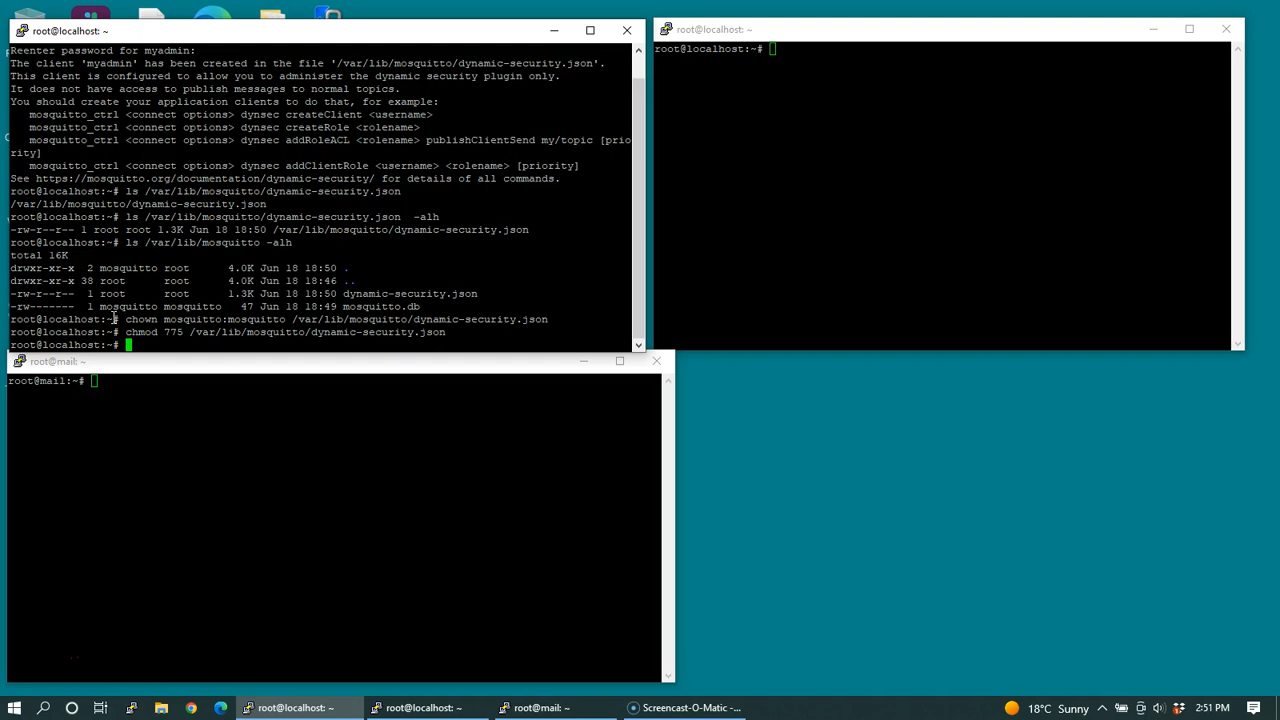 root@localhost: ~
Reenter password for myadmin:
The client 'myadmin' has been created in the file '/var/lib/mosquitto/dynamic-security.json'.
This client is configured to allow you to administer the dynamic security plugin only.
It does not have access to publish messages to normal topics.
You should create your application clients to do that, for example:
mosquitto_ctrl <connect options> dynsec createClient <username>
mosquitto_ctrl <connect options> dynsec createRole <rolename>
mosquitto_ctrl <connect options> dynsec addRoleACL <rolename> publishClientSend my/topic [prio
rity]
mosquitto_ctrl <connect options> dynsec addClientRole <username> <rolename> [priority]
See https://mosquitto.org/documentation/dynamic-security/ for details of all commands.
root@localhost:~# ls /var/lib/mosquitto/dynamic-security.json
/var/lib/mosquitto/dynamic-security.json
root@localhost:~# ls /var/lib/mosquitto/dynamic-security.json  -alh
-rw-r--r-- 1 root root 1.3K Jun 18 18:50 /var/lib/mosquitto/dynamic-security.json
root@localhost:~# ls /var/lib/mosquitto -alh
total 16K
drwxr-xr-x  2 mosquitto root      4.0K Jun 18 18:50 .
drwxr-xr-x 38 root      root      4.0K Jun 18 18:46 ..
-rw-r--r--  1 root      root      1.3K Jun 18 18:50 dynamic-security.json
-rw-------  1 mosquitto mosquitto   47 Jun 18 18:49 mosquitto.db
root@localhost:~# chown mosquitto:mosquitto /var/lib/mosquitto/dynamic-security.json
root@localhost:~# chmod 775 /var/lib/mosquitto/dynamic-security.json
root@localhost:~#
root@localhost: ~
root@localhost:~#
root@mail: ~
root@mail:~#
root@localhost: ~
root@localhost: ~
root@mail: ~
Screencast-O-Matic -...
18°C Sunny
2:51 PM